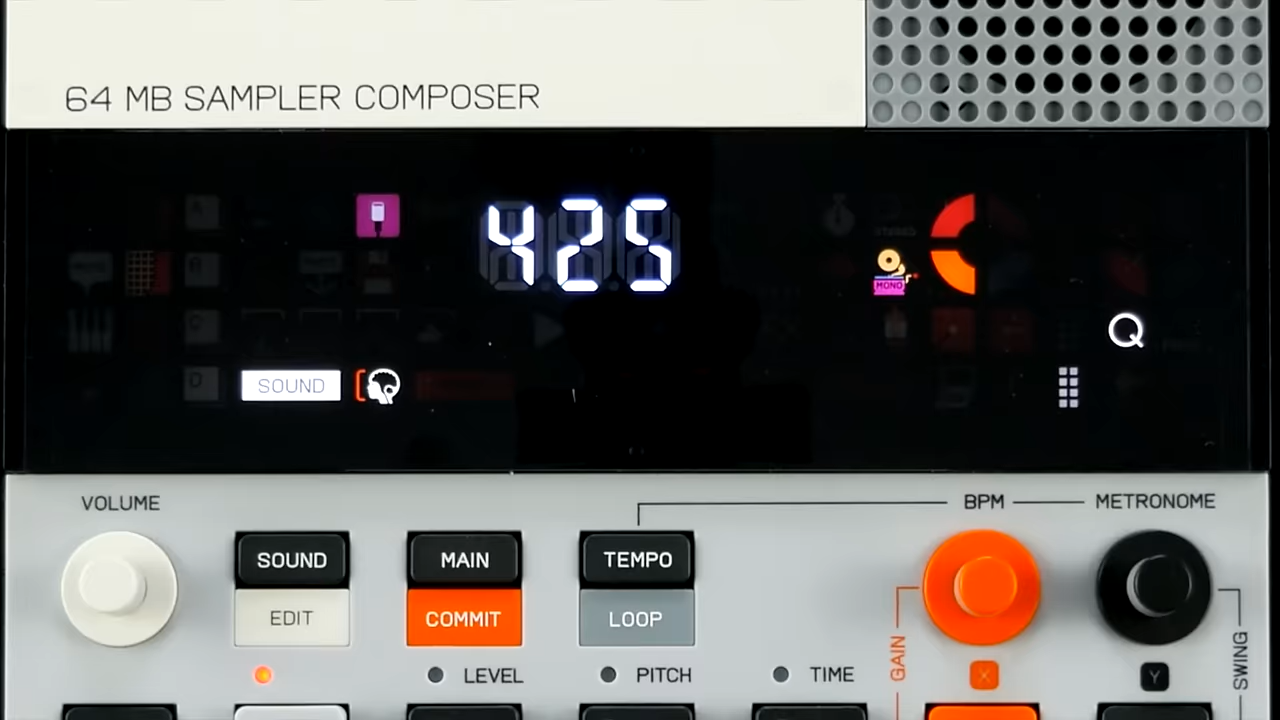 64 MB SAMPLER COMPOSER
425
A
B
C
D
MONO
Q
SOUND
VOLUME
BPM
METRONOME
SOUND
MAIN
TEMPO
EDIT
COMMIT
LOOP
GAIN
SWING
LEVEL
PITCH
TIME
X
Y